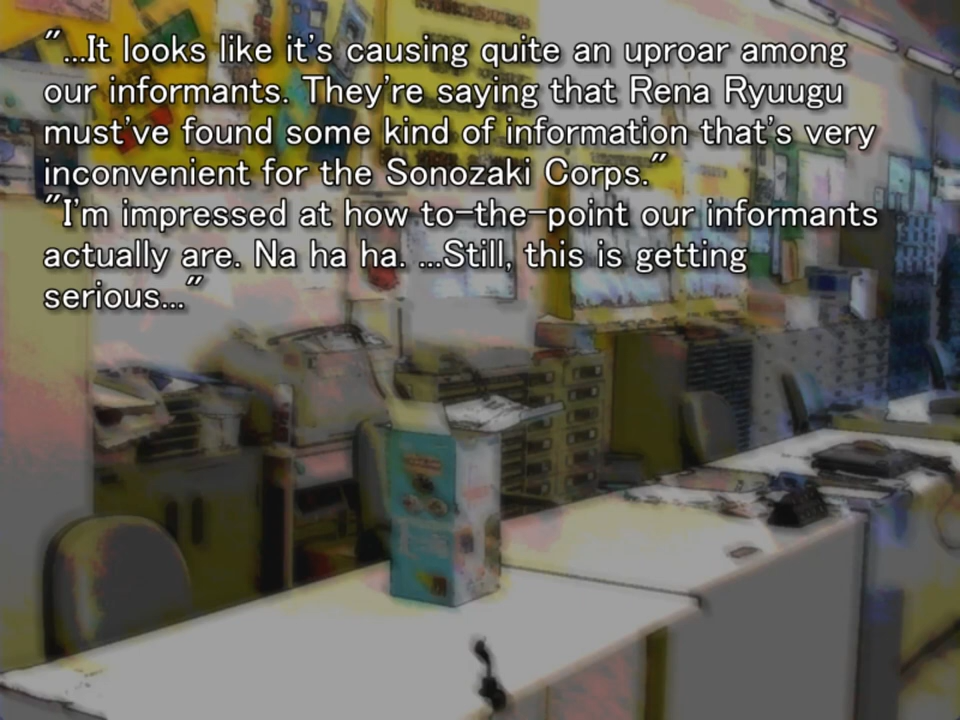 "...It looks like it's causing quite an uproar among
our informants. They're saying that Rena Ryuugu
must've found some kind of information that's very
inconvenient for the Sonozaki Corps."
"I'm impressed at how to-the-point our informants
actually are. Na ha ha. ...Still, this is getting
serious..."